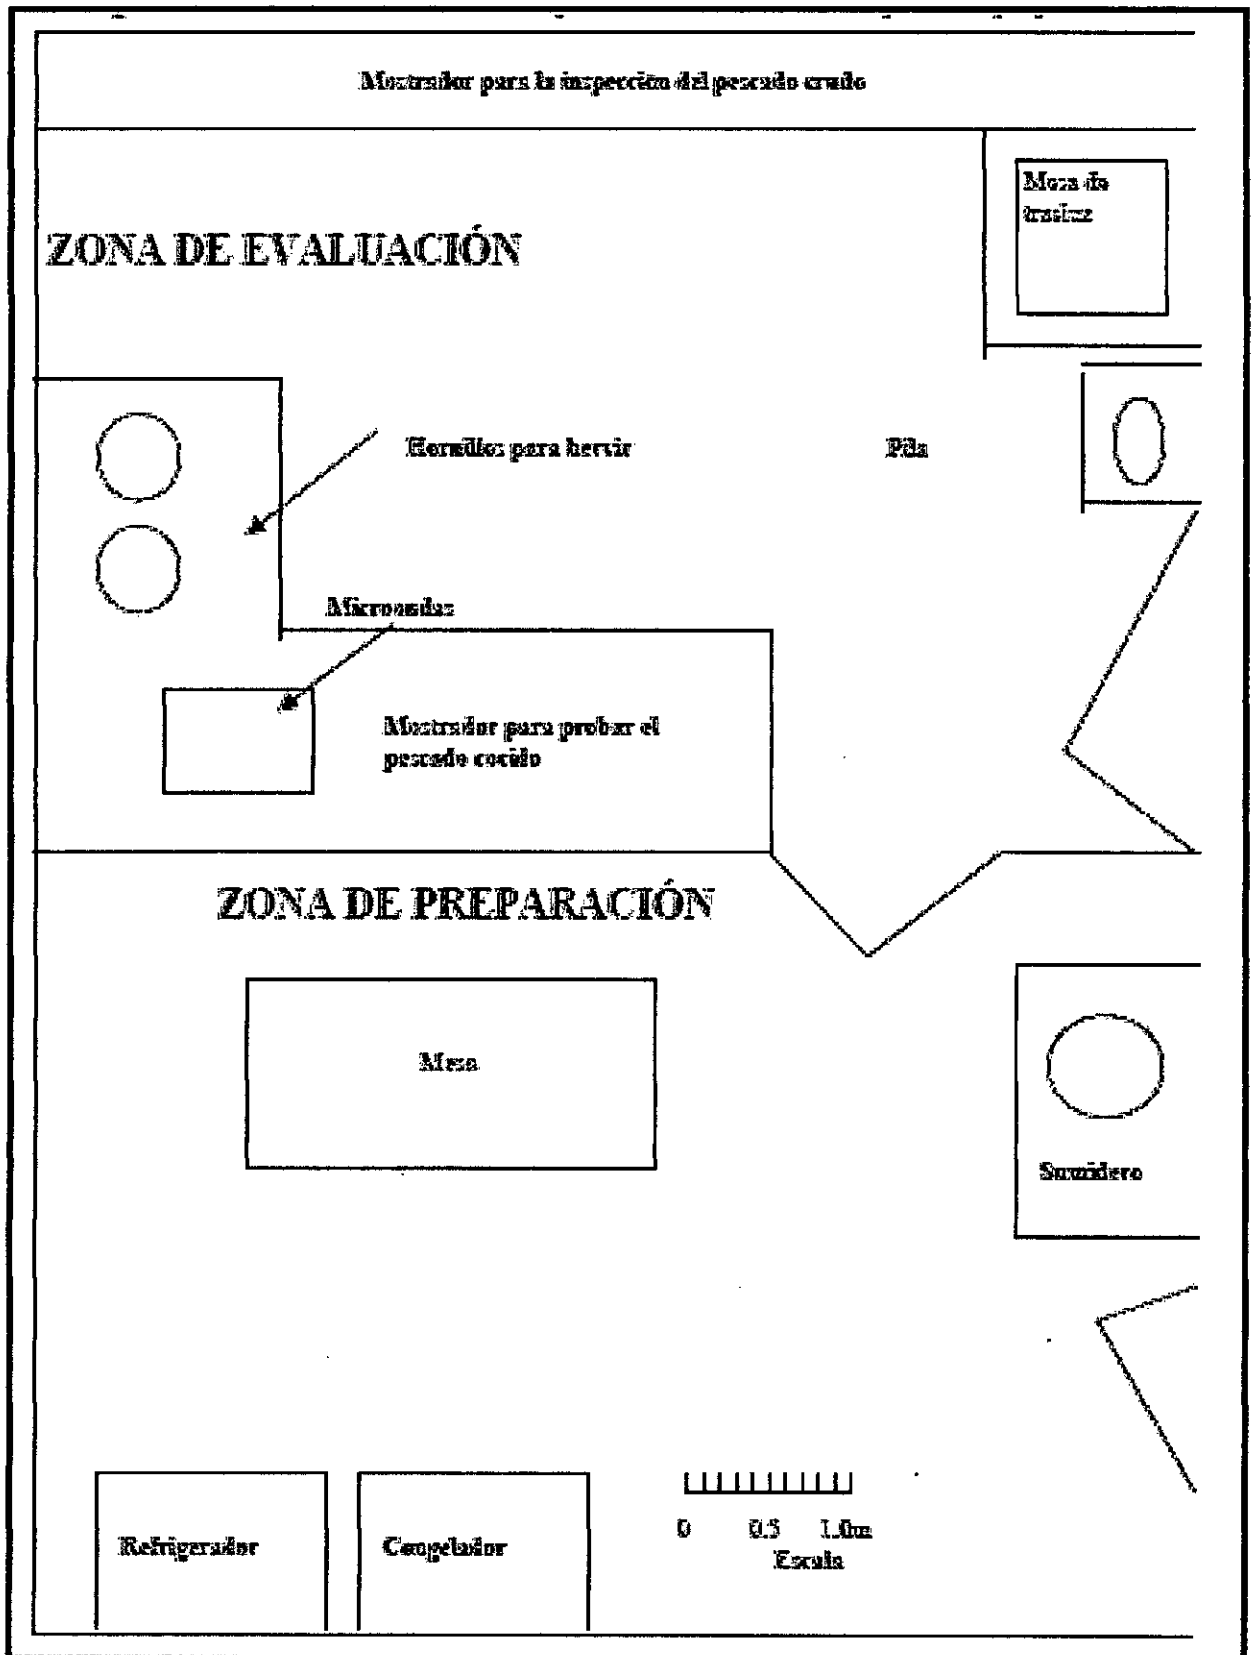 Mostrador para la inspección del pescado crudo
Mesa de
ZONA DE EVALUACIÓN
Hornillos para hervir
Pila
Microondas
Mostrador para probar el
pescado cocido
ZONA DE PREPARACIÓN
Mesa
Sumidero
Refrigerador
Congelador
0 0.5 1.0m
Escala